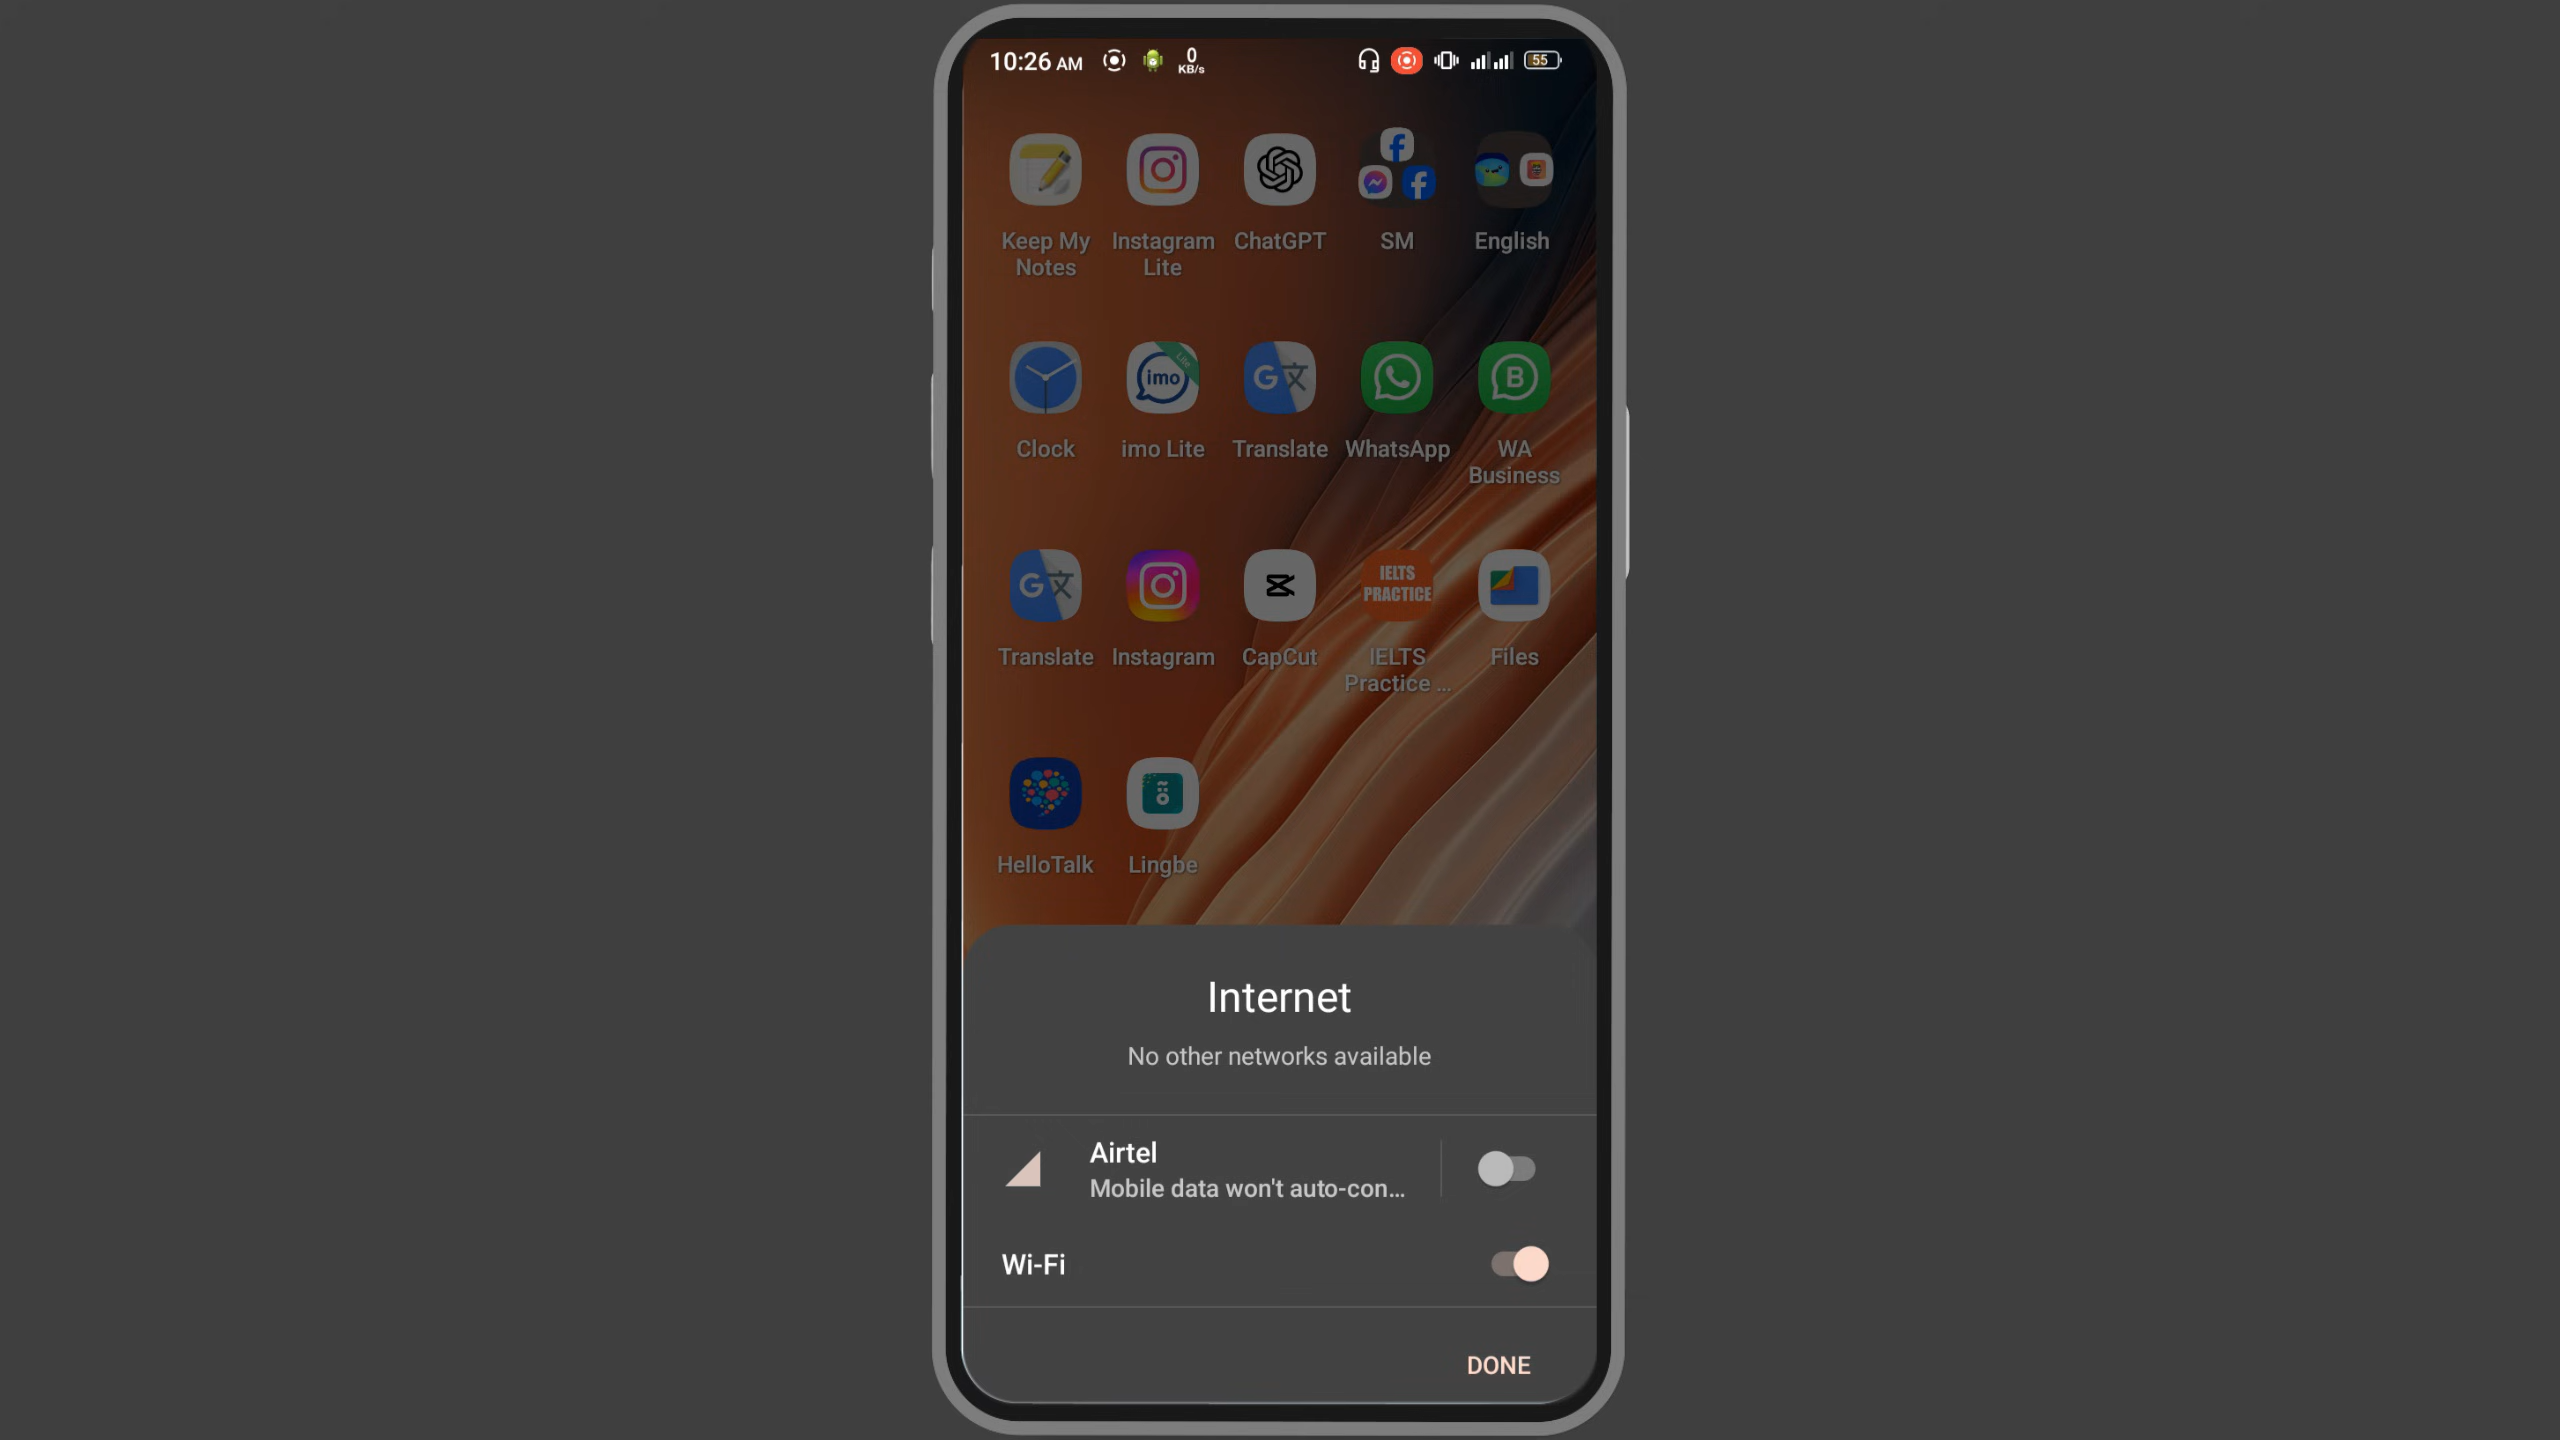 10:26 AM
0
KB/s
55
Keep My
Notes
Instagram
Lite
ChatGPT
SM
English
Clock
imo
Lite
imo Lite
Translate
WhatsApp
WA
Business
Translate
Instagram
CapCut
IELTS
PRACTICE
IELTS
Practice ...
Files
HelloTalk
Lingbe
Internet
No other networks available
Airtel
Mobile data won't auto-con...
Wi-Fi
DONE